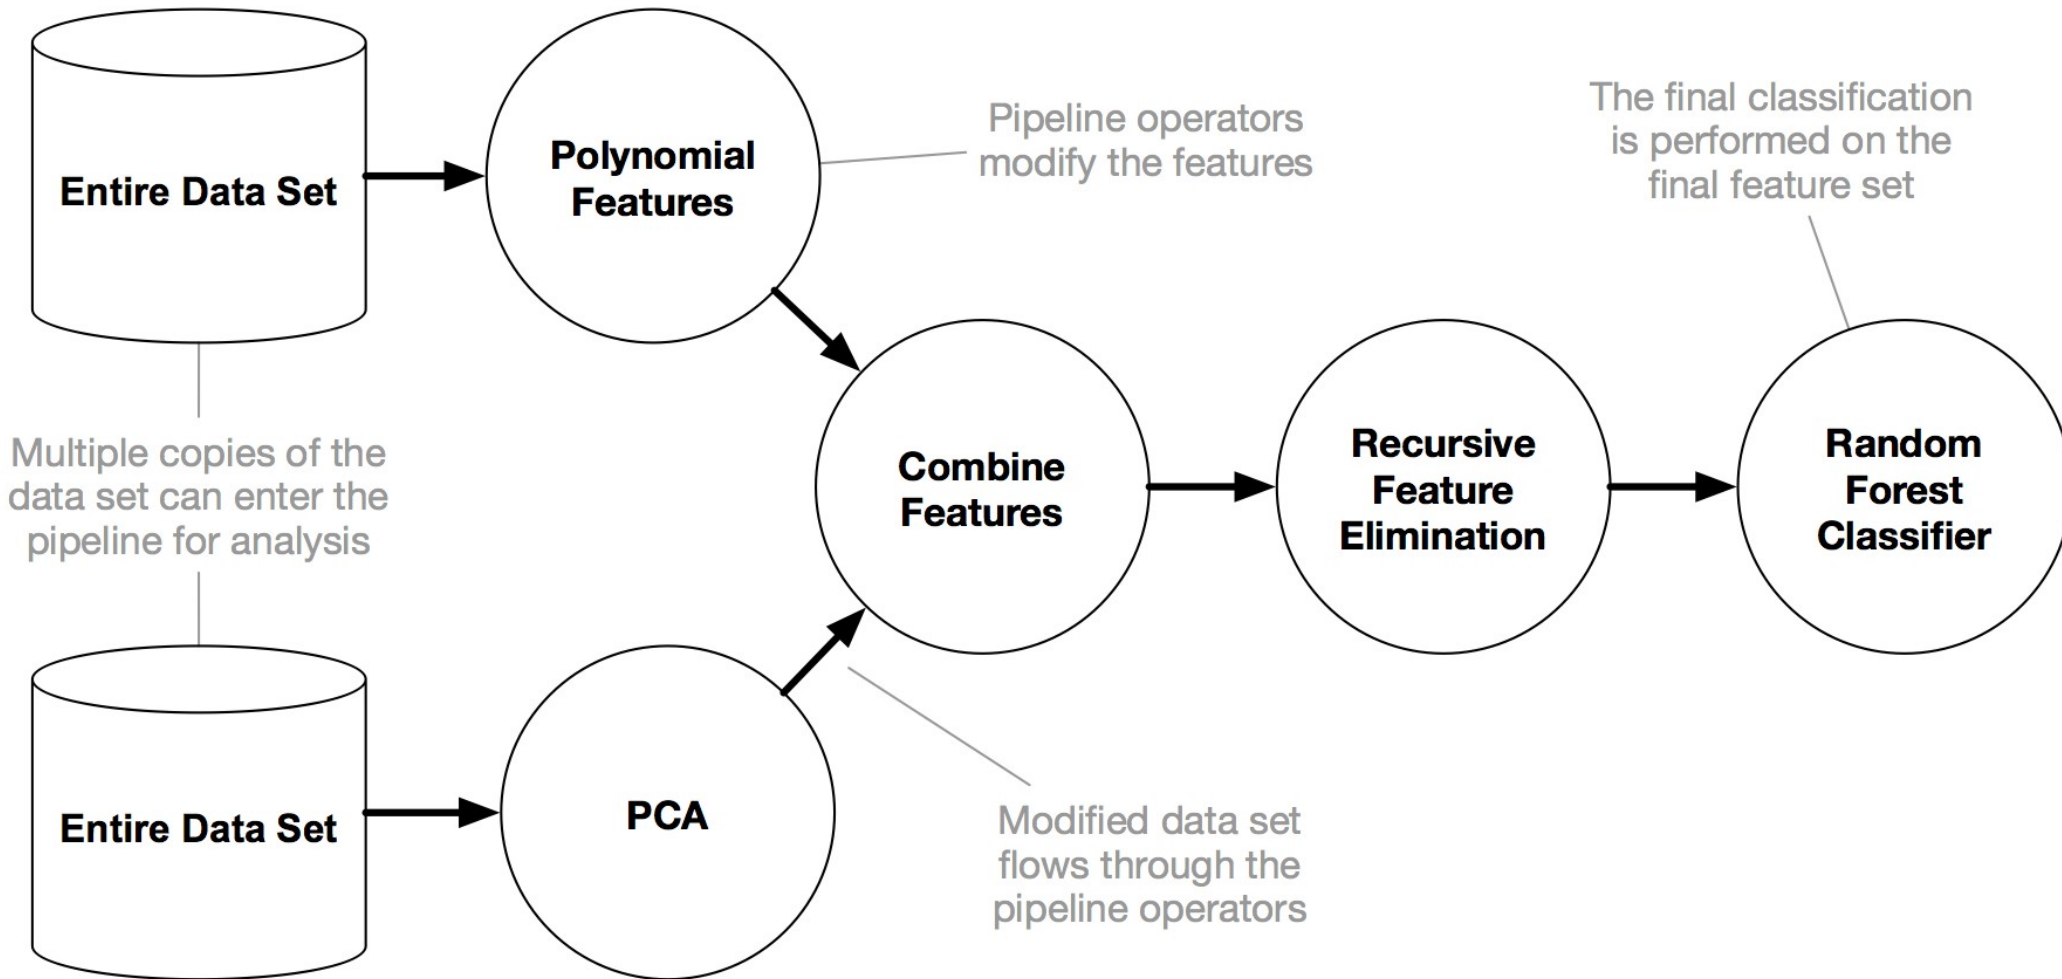 Entire Data Set
Polynomial
Features
Pipeline operators
modify the features
The final classification
is performed on the
final feature set
Multiple copies of the
data set can enter the
pipeline for analysis
Combine
Features
Recursive
Feature
Elimination
Random
Forest
Classifier
Entire Data Set
PCA
Modified data set
flows through the
pipeline operators